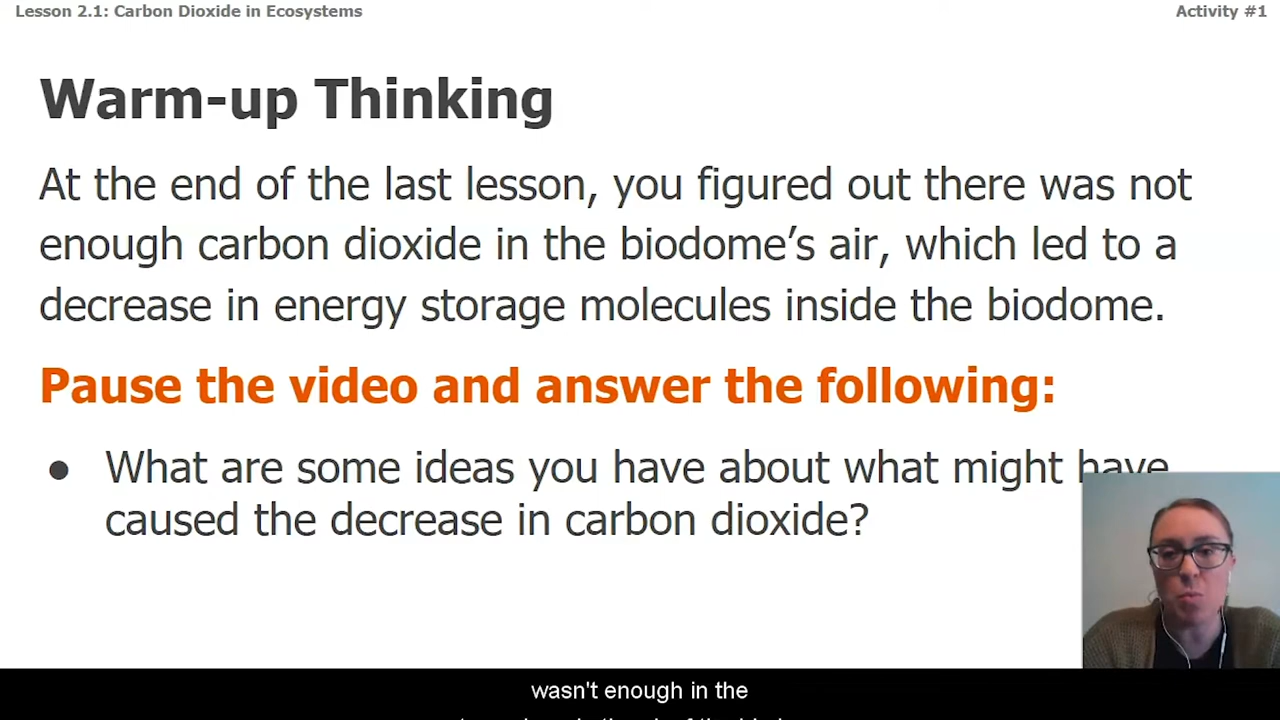 Lesson 2.1: Carbon Dioxide in Ecosystems
Activity #1
Warm-up Thinking
At the end of the last lesson, you figured out there was not
enough carbon dioxide in the biodome’s air, which led to a
decrease in energy storage molecules inside the biodome.
Pause the video and answer the following:
● What are some ideas you have about what might have
caused the decrease in carbon dioxide?
wasn't enough in the